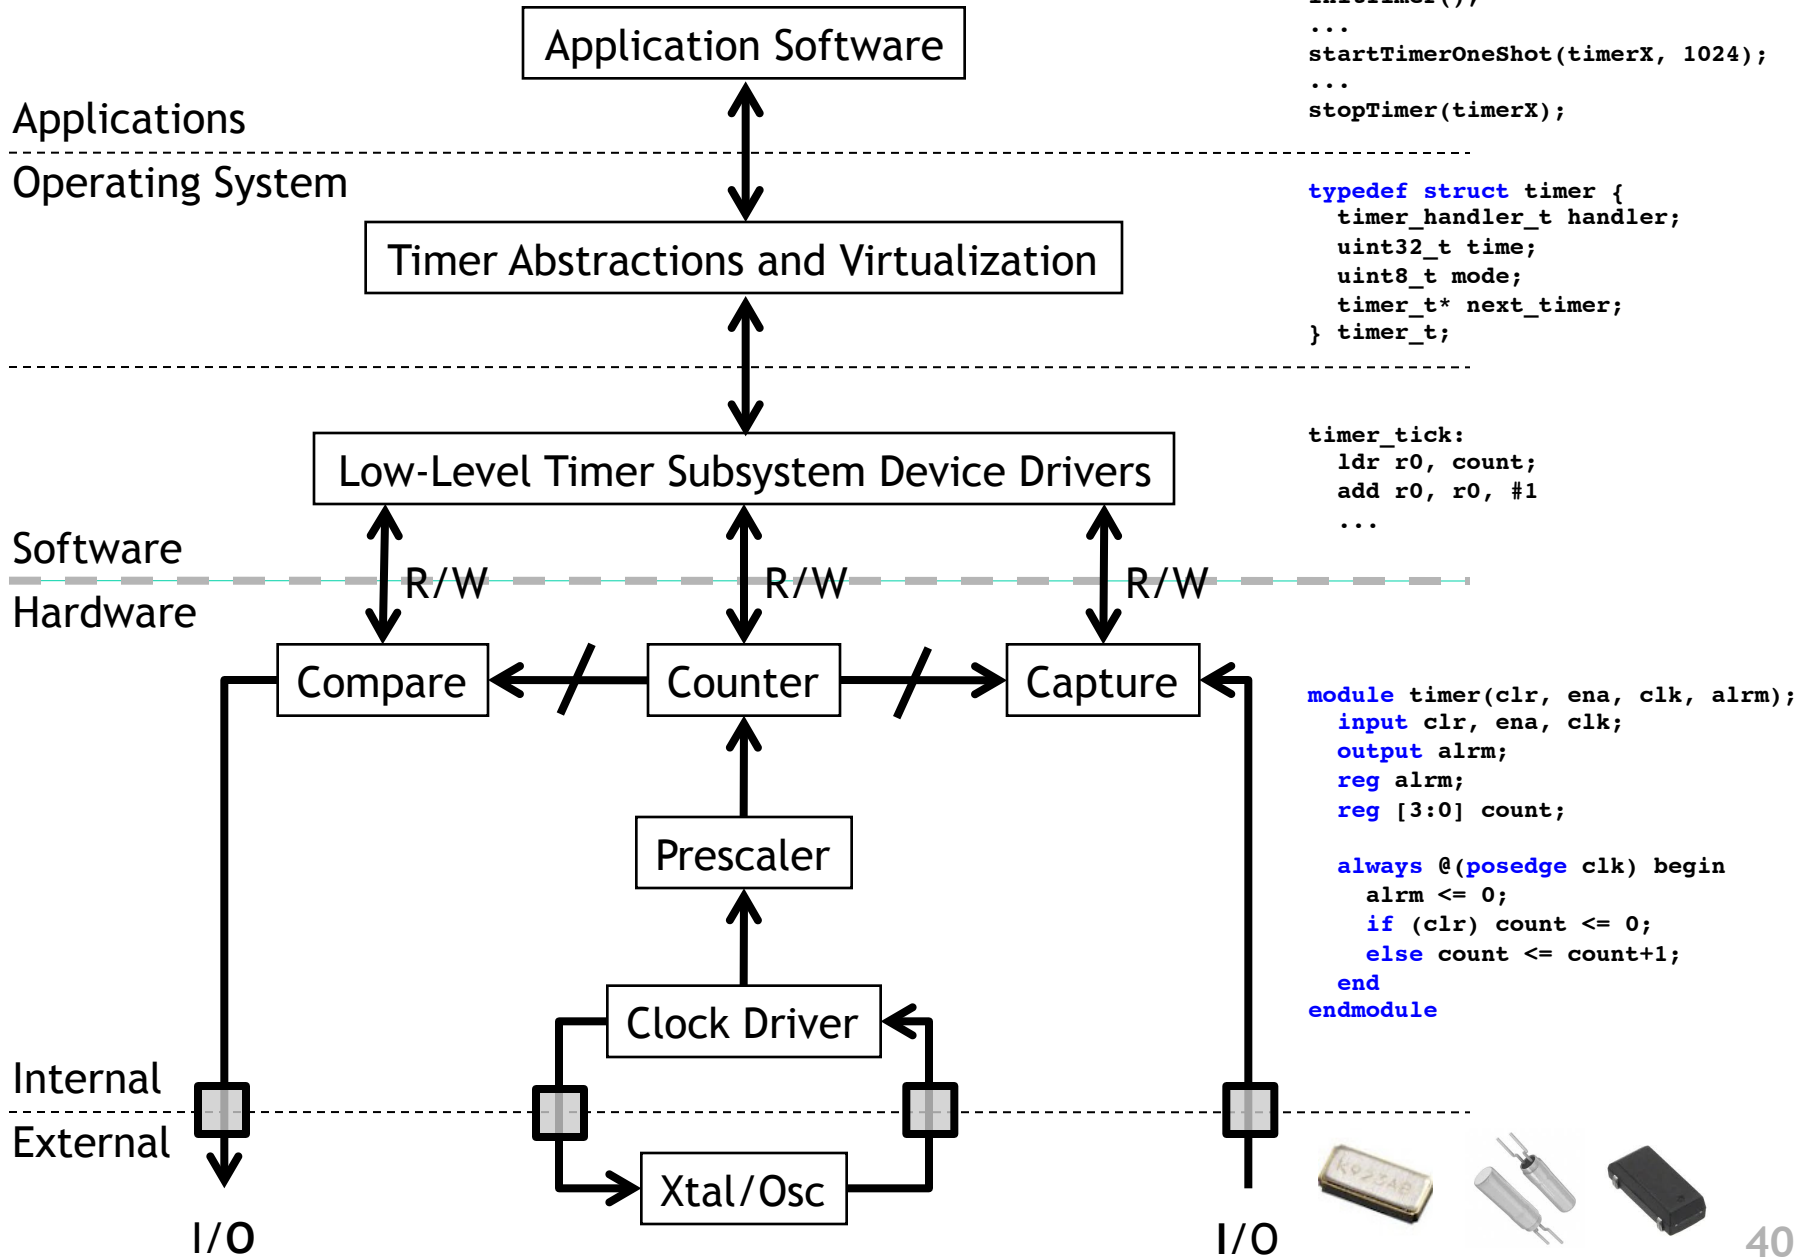 initTimer();
...
startTimerOneShot(timerX, 1024);
...
stopTimer(timerX);
Application Software
Applications
Operating System
typedef struct timer {
timer_handler_t handler;
uint32_t time;
uint8_t mode;
timer_t* next_timer;
} timer_t;
Timer Abstractions and Virtualization
timer_tick:
ldr r0, count;
add r0, r0, #1
...
Low-Level Timer Subsystem Device Drivers
Software
R/W
R/W
R/W
Hardware
Compare
Counter
Capture
module timer(clr, ena, clk, alrm);
input clr, ena, clk;
output alrm;
reg alrm;
reg [3:0] count;
always @(posedge clk) begin
alrm <= 0;
if (clr) count <= 0;
else count <= count+1;
end
endmodule
Prescaler
Clock Driver
Internal
External
Xtal/Osc
K923AB
I/O
I/O
40